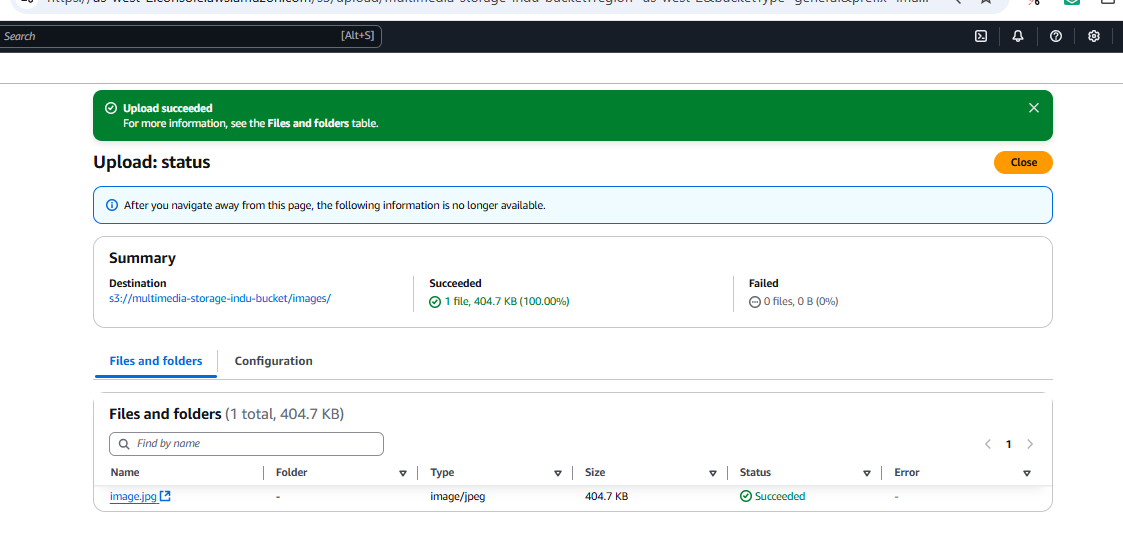 Search [Alt+S]
Upload succeeded
For more information, see the Files and folders table.
Upload: status
Close
After you navigate away from this page, the following information is no longer available.
Summary
Destination Succeeded Failed
s3://multimedia-storage-indu-bucket/images/ 1 file, 404.7 KB (100.00%) 0 files, 0 B (0%)
Files and folders Configuration
Files and folders (1 total, 404.7 KB)
Find by name 1
Name Folder Type Size Status Error
image.jpg - image/jpeg 404.7 KB Succeeded -